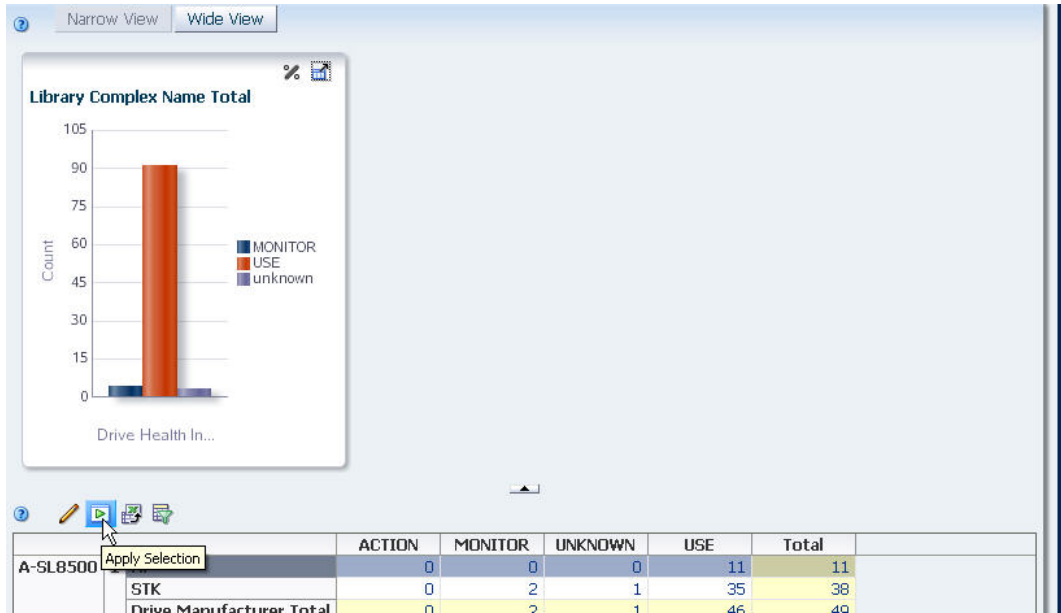 Narrow View Wide View
Library Complex Name Total
105
90
75
60
45
30
15
0
Count
MONITOR
USE
unknown
Drive Health In...
Apply Selection
ACTION MONITOR UNKNOWN USE Total
A-SL8500 0 0 0 11 11
STK 0 2 1 35 38
Drive Manufacturer Total 0 2 1 46 49